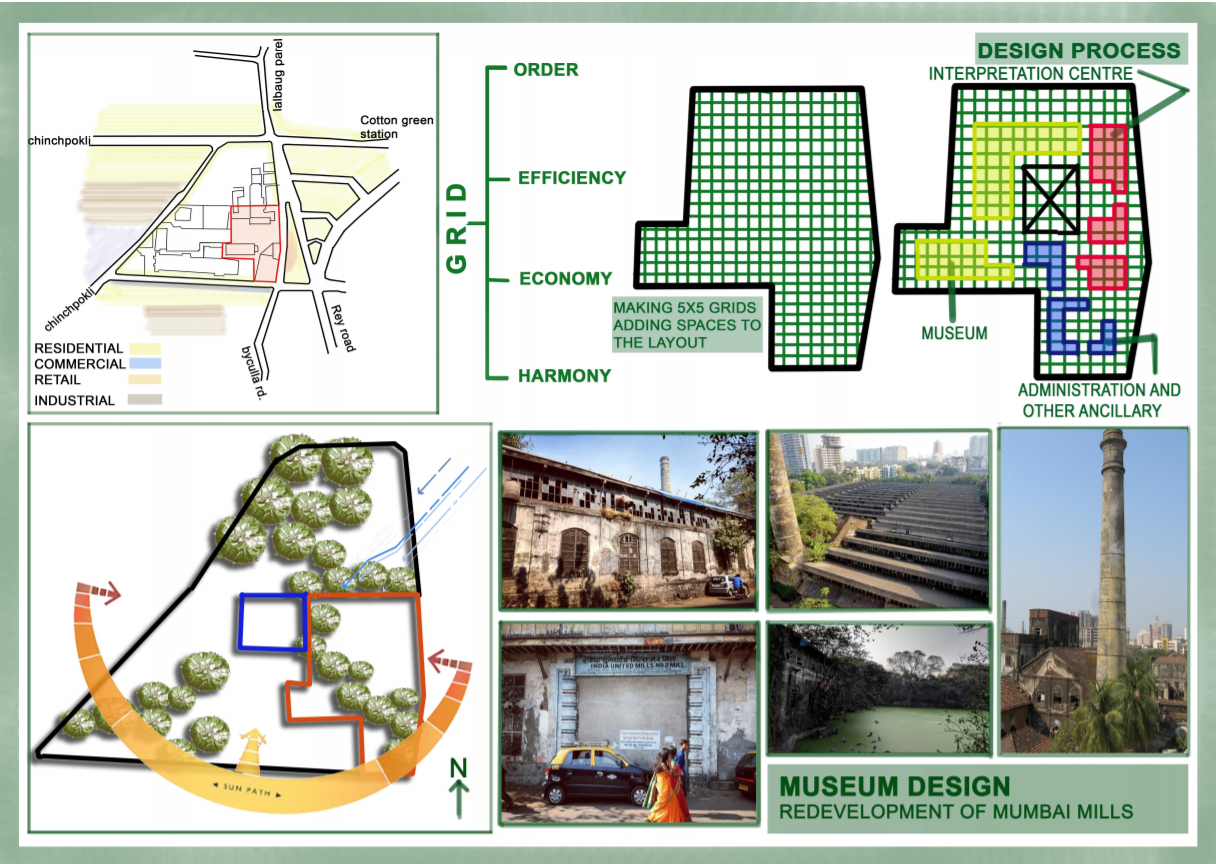 lalbaug parel
Cotton green
station
chinchpokli
chinchpokli
Rey road
byculla rd.
RESIDENTIAL
COMMERCIAL
RETAIL
INDUSTRIAL
GRID
ORDER
EFFICIENCY
ECONOMY
HARMONY
MAKING 5X5 GRIDS
ADDING SPACES TO
THE LAYOUT
DESIGN PROCESS
INTERPRETATION CENTRE
MUSEUM
ADMINISTRATION AND
OTHER ANCILLARY
SUN PATH
N
INDIA UNITED MILLS NO.2 MILL
MUSEUM DESIGN
REDEVELOPMENT OF MUMBAI MILLS